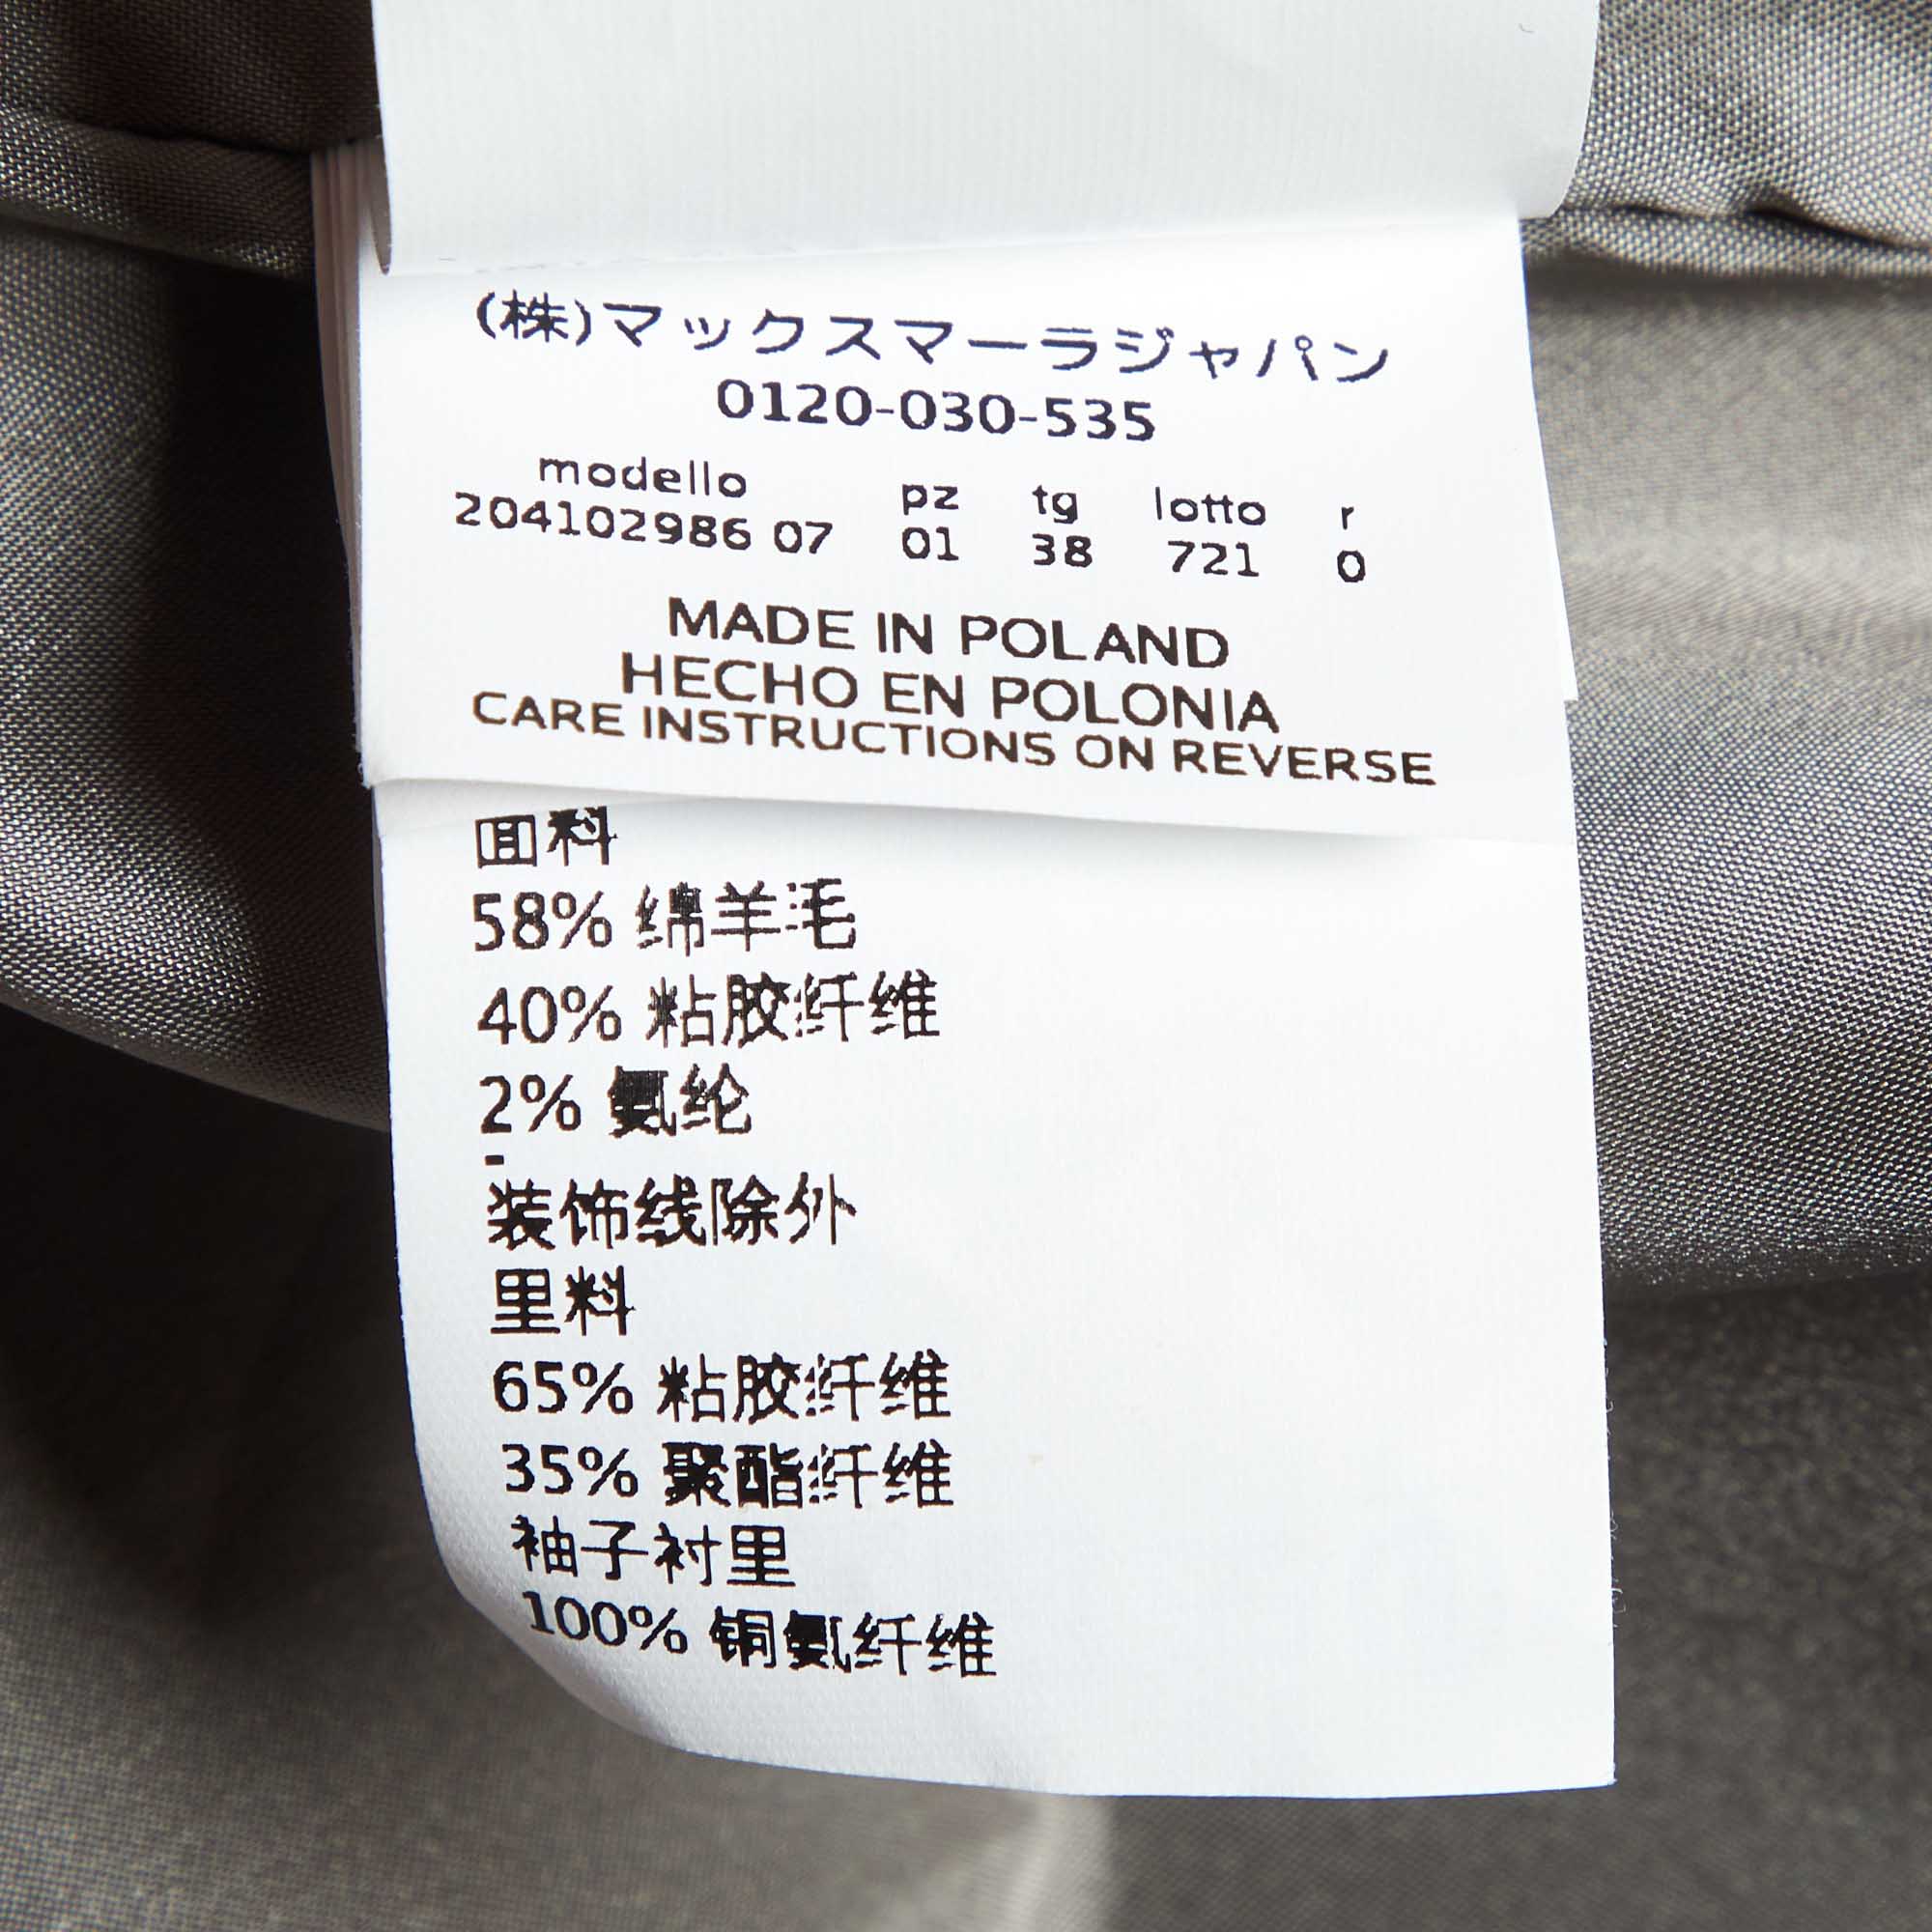 (株)マックスマーラジャパン
0120-030-535
modello pz tg lotto r
204102986 07 01 38 721 0
MADE IN POLAND
HECHO EN POLONIA
CARE INSTRUCTIONS ON REVERSE
面料
58% 绵羊毛
40% 粘胶纤维
2% 氨纶
-
装饰线除外
里料
65% 粘胶纤维
35% 聚酯纤维
袖子衬里
100% 铜氨纤维